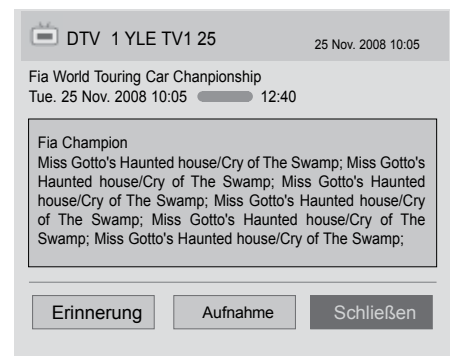 DTV 1 YLE TV1 25 25 Nov. 2008 10:05
Fia World Touring Car Chanpionship
Tue. 25 Nov. 2008 10:05 12:40
Fia Champion
Miss Gotto's Haunted house/Cry of The Swamp; Miss Gotto's
Haunted house/Cry of The Swamp; Miss Gotto's Haunted
house/Cry of The Swamp; Miss Gotto's Haunted house/Cry
of The Swamp; Miss Gotto's Haunted house/Cry of The
Swamp; Miss Gotto's Haunted house/Cry of The Swamp;
Erinnerung Aufnahme Schließen